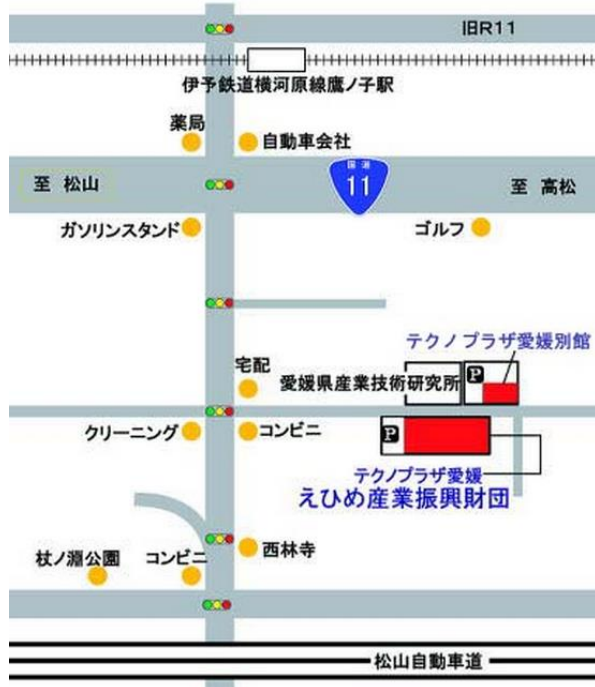 旧R11
伊予鉄道横河原線鷹ノ子駅
薬局
自動車会社
国道
11
至 松山
至 高松
ガソリンスタンド
ゴルフ
テクノプラザ愛媛別館
宅配
愛媛県産業技術研究所
P
クリーニング
コンビニ
P
テクノプラザ愛媛
えひめ産業振興財団
西林寺
杖ノ淵公園
コンビニ
松山自動車道